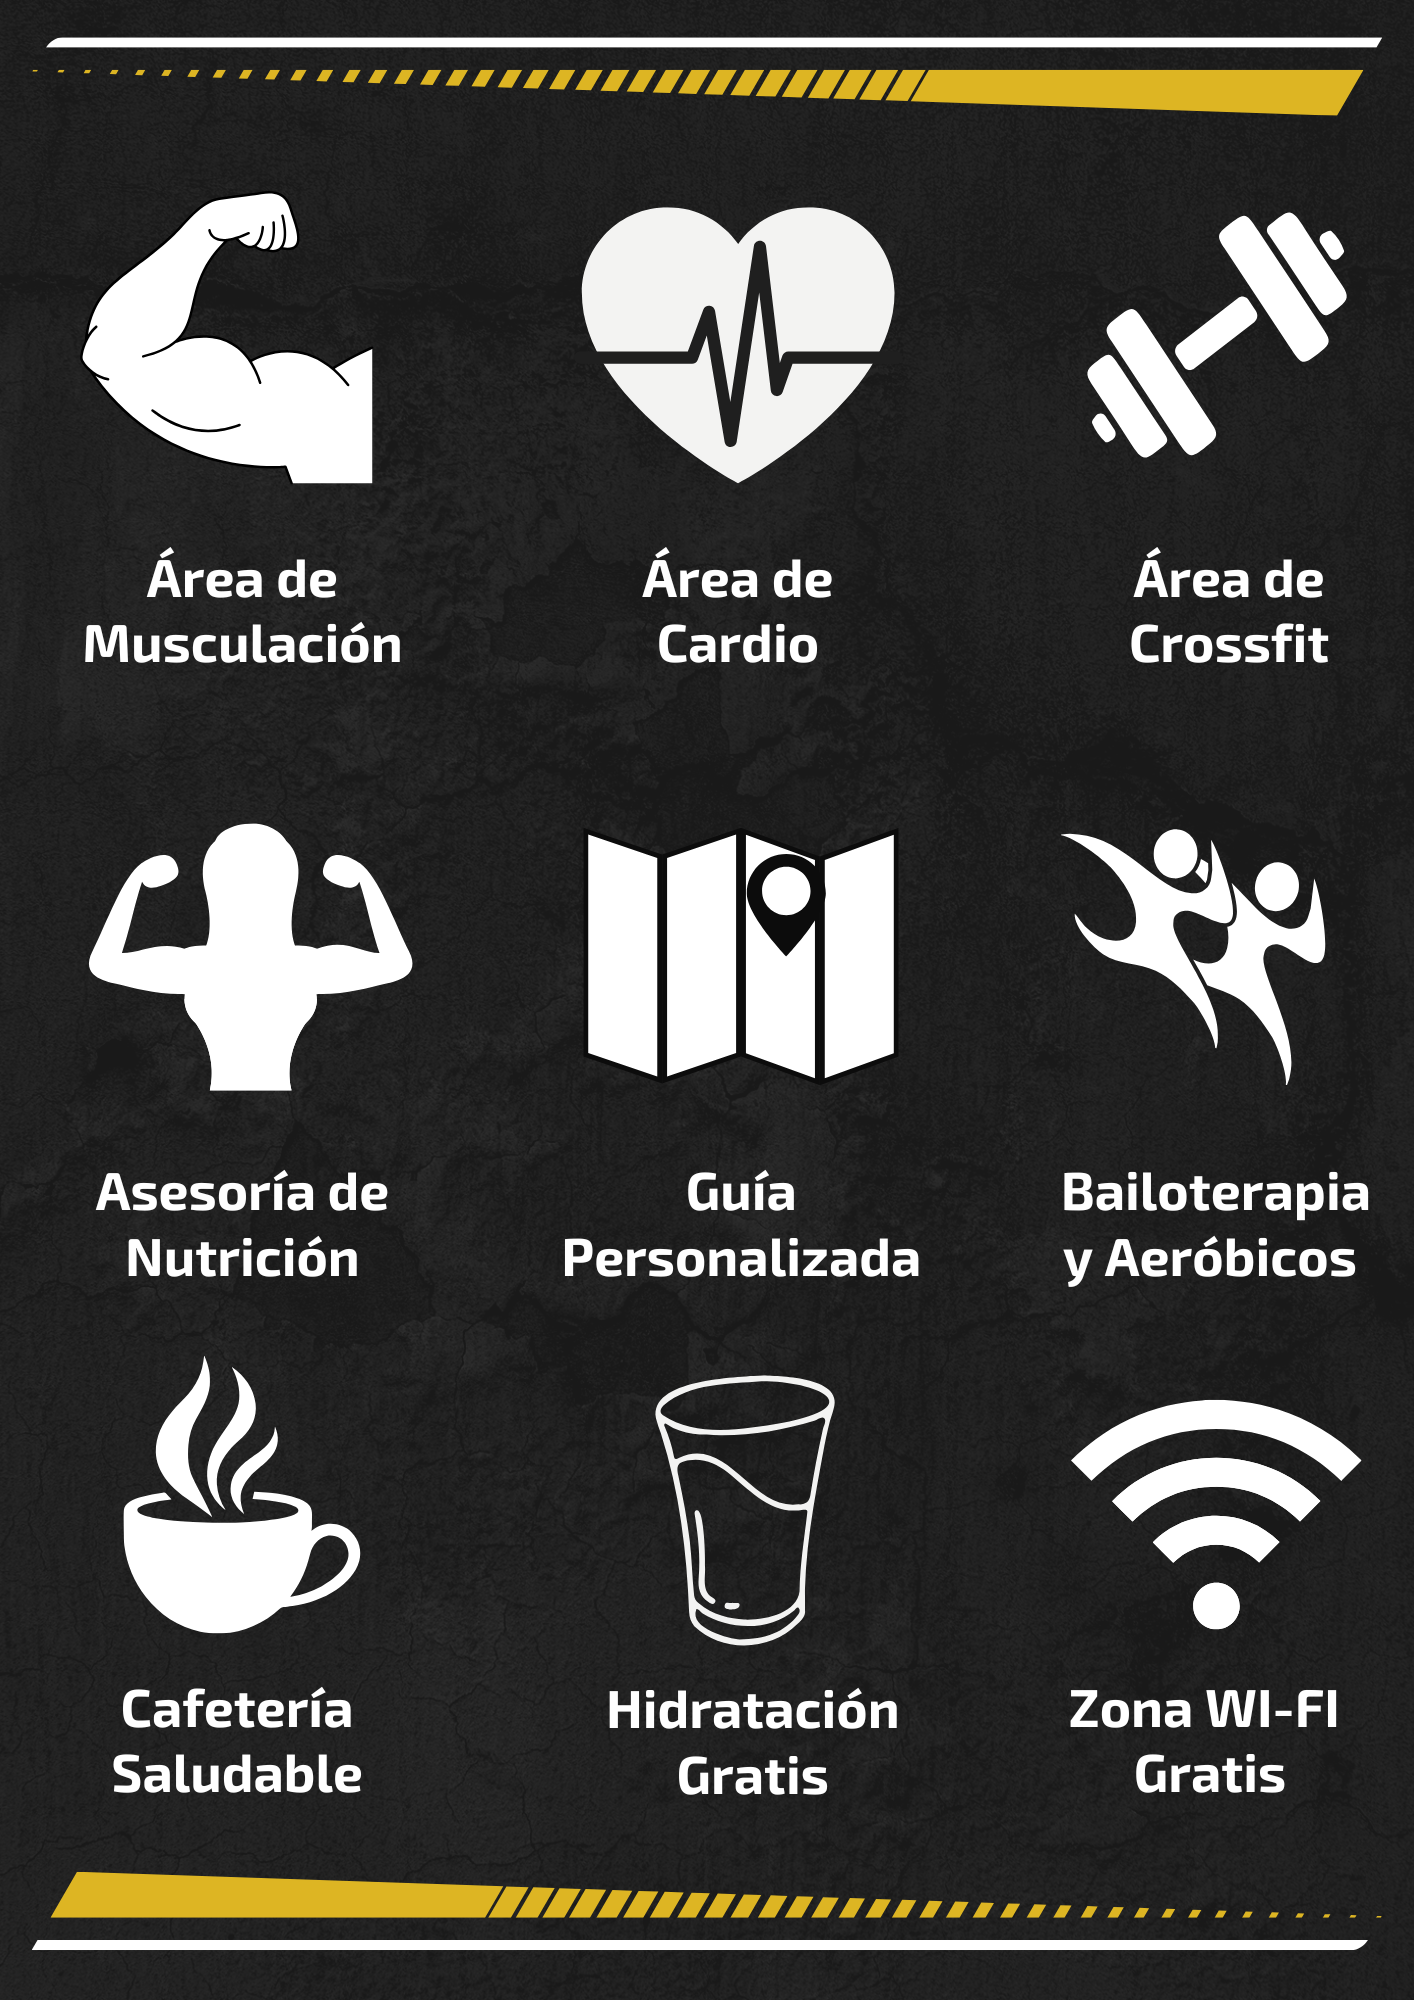 Área de
Musculación
Área de
Cardio
Área de
Crossfit
Asesoría de
Nutrición
Guía
Personalizada
Bailoterapia
y Aeróbicos
Cafetería
Saludable
Hidratación
Gratis
Zona WI-FI
Gratis